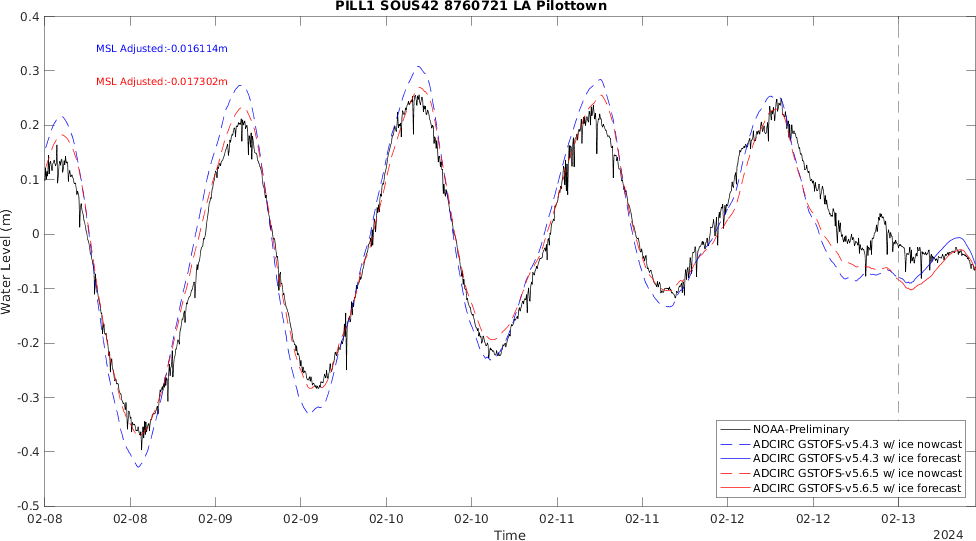 PILL1 SOUS42 8760721 LA Pilottown
MSL Adjusted:-0.016114m
MSL Adjusted:-0.017302m
0.4
0.3
0.2
0.1
0
-0.1
-0.2
-0.3
-0.4
-0.5
Water Level (m)
NOAA-Preliminary
ADCIRC GSTOFS-v5.4.3 w/ ice nowcast
ADCIRC GSTOFS-v5.4.3 w/ ice forecast
ADCIRC GSTOFS-v5.6.5 w/ ice nowcast
ADCIRC GSTOFS-v5.6.5 w/ ice forecast
02-08 02-08 02-09 02-09 02-10 02-10 02-11 02-11 02-12 02-12 02-13
Time
2024